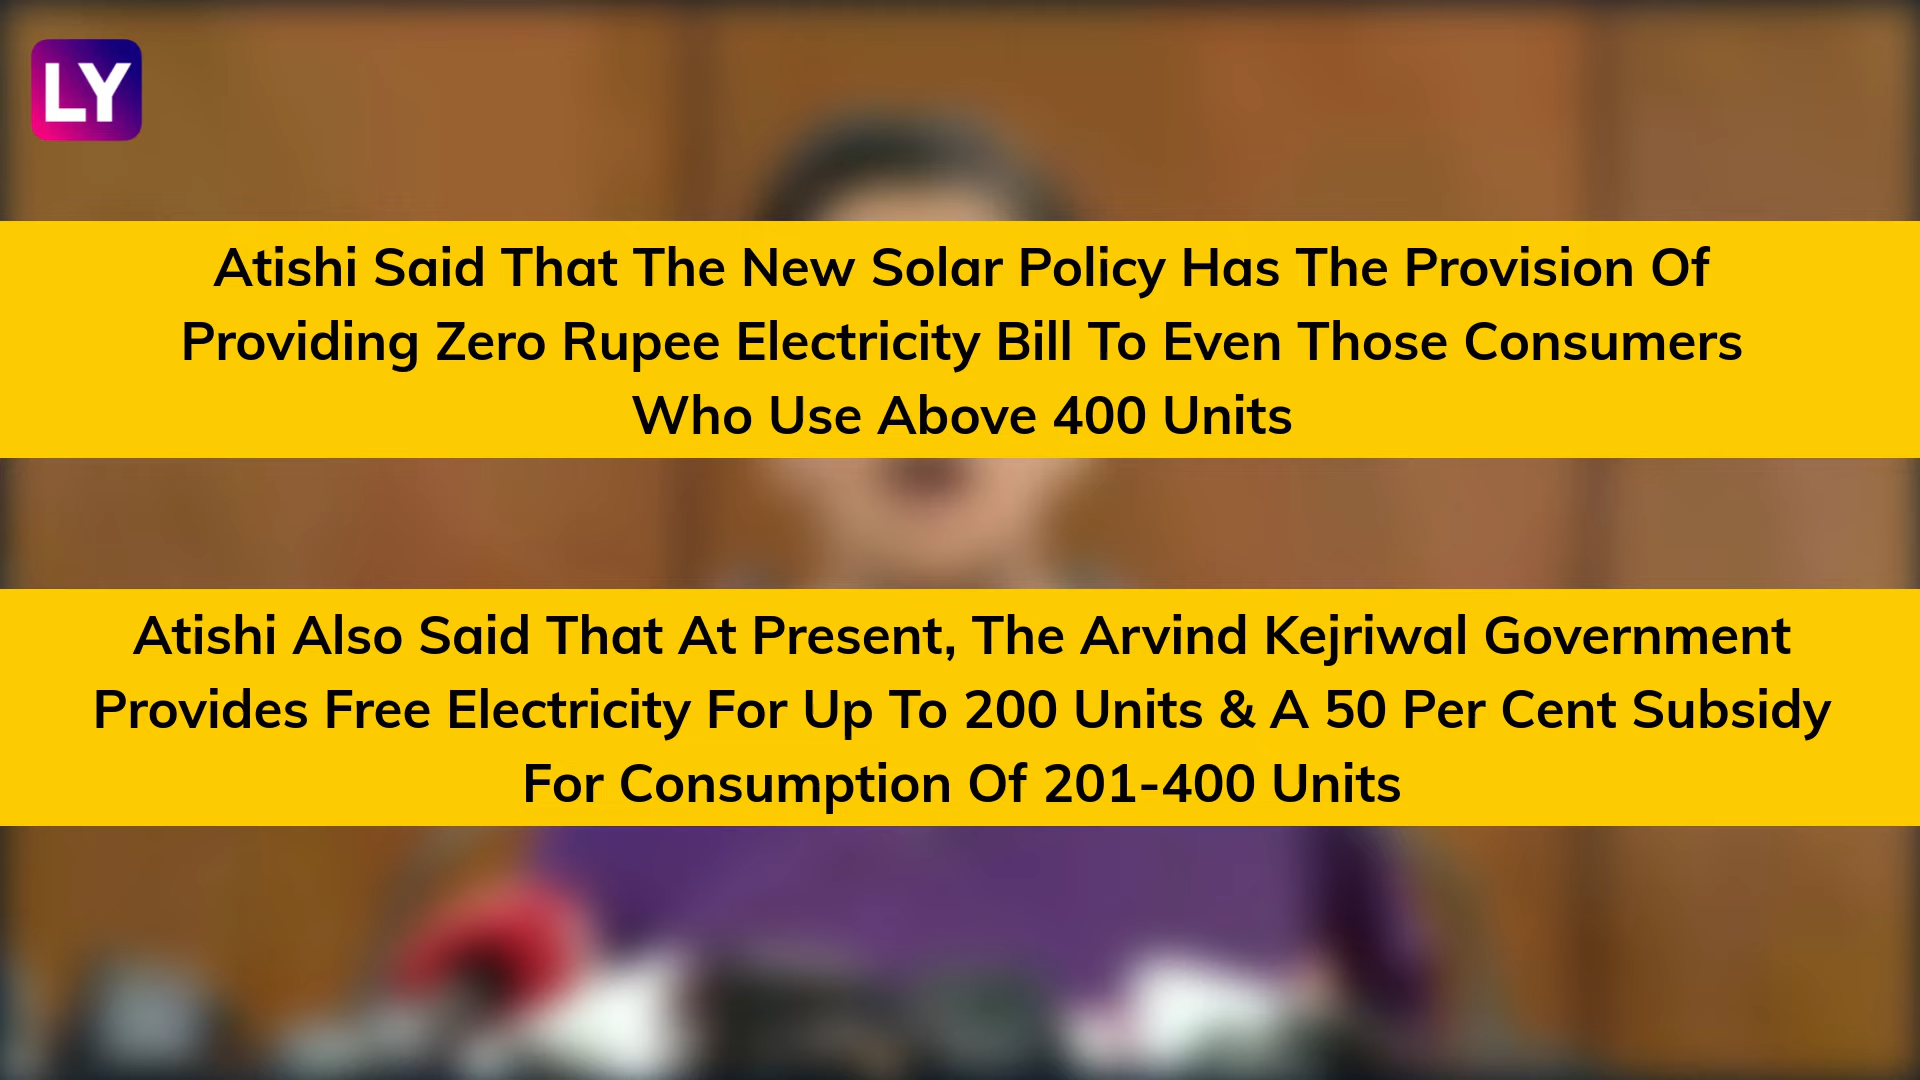 LY
Atishi Said That The New Solar Policy Has The Provision Of
Providing Zero Rupee Electricity Bill To Even Those Consumers
Who Use Above 400 Units
Atishi Also Said That At Present, The Arvind Kejriwal Government
Provides Free Electricity For Up To 200 Units & A 50 Per Cent Subsidy
For Consumption Of 201-400 Units